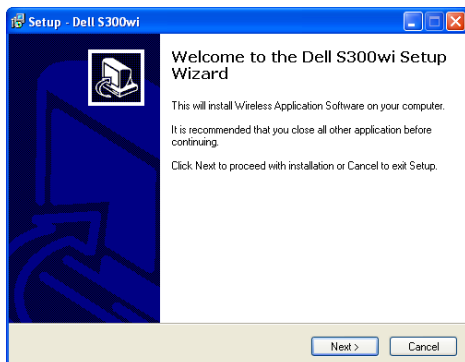 Setup - Dell S300wi
Welcome to the Dell S300wi Setup
Wizard
This will install Wireless Application Software on your computer.
It is recommended that you close all other application before
continuing.
Click Next to proceed with installation or Cancel to exit Setup.
Next >
Cancel